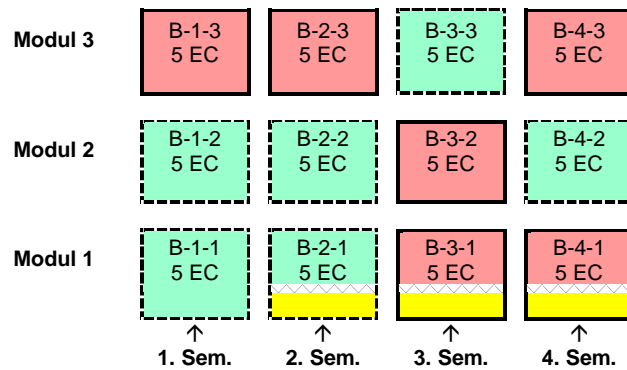 Modul 3
B-1-3
5 EC
B-2-3
5 EC
B-3-3
5 EC
B-4-3
5 EC
Modul 2
B-1-2
5 EC
B-2-2
5 EC
B-3-2
5 EC
B-4-2
5 EC
Modul 1
B-1-1
5 EC
B-2-1
5 EC
B-3-1
5 EC
B-4-1
5 EC
1. Sem.
2. Sem.
3. Sem.
4. Sem.